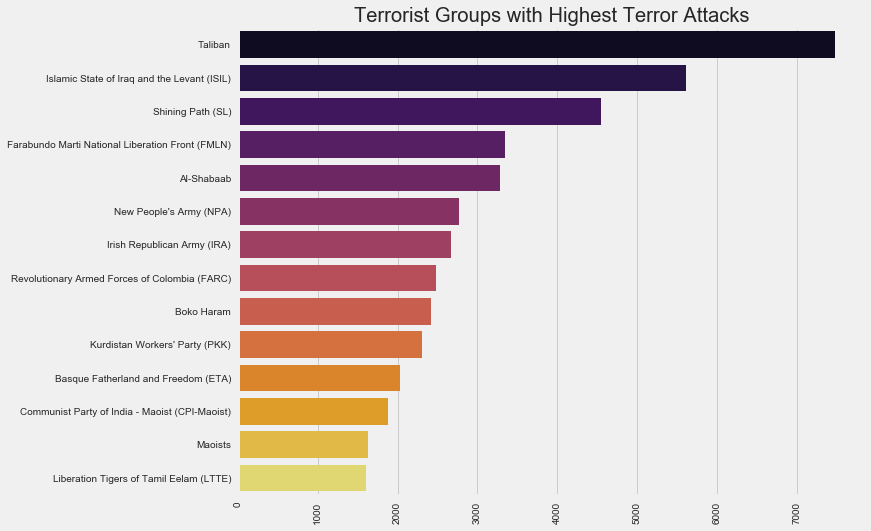 Terrorist Groups with Highest Terror Attacks
Taliban
Islamic State of Iraq and the Levant (ISIL)
Shining Path (SL)
Farabundo Marti National Liberation Front (FMLN)
Al-Shabaab
New People's Army (NPA)
Irish Republican Army (IRA)
Revolutionary Armed Forces of Colombia (FARC)
Boko Haram
Kurdistan Workers' Party (PKK)
Basque Fatherland and Freedom (ETA)
Communist Party of India - Maoist (CPI-Maoist)
Maoists
Liberation Tigers of Tamil Eelam (LTTE)
0
1000
2000
3000
4000
5000
6000
7000